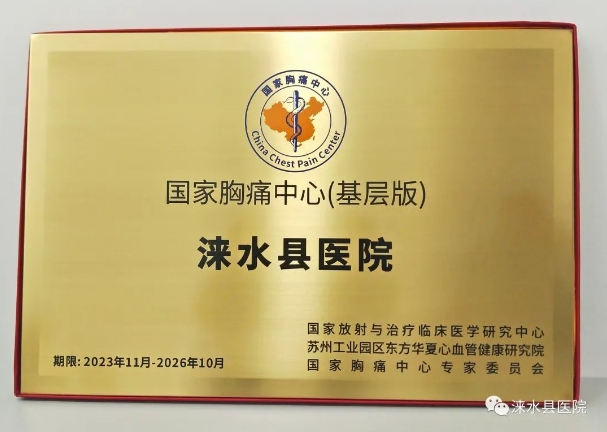 国家胸痛中心
China Chest Pain Center
国家胸痛中心(基层版)
涞水县医院
国家放射与治疗临床医学研究中心
苏州工业园区东方华夏心血管健康研究院
期限: 2023年11月-2026年10月
国家胸痛中心专家委员会
涞水县医院